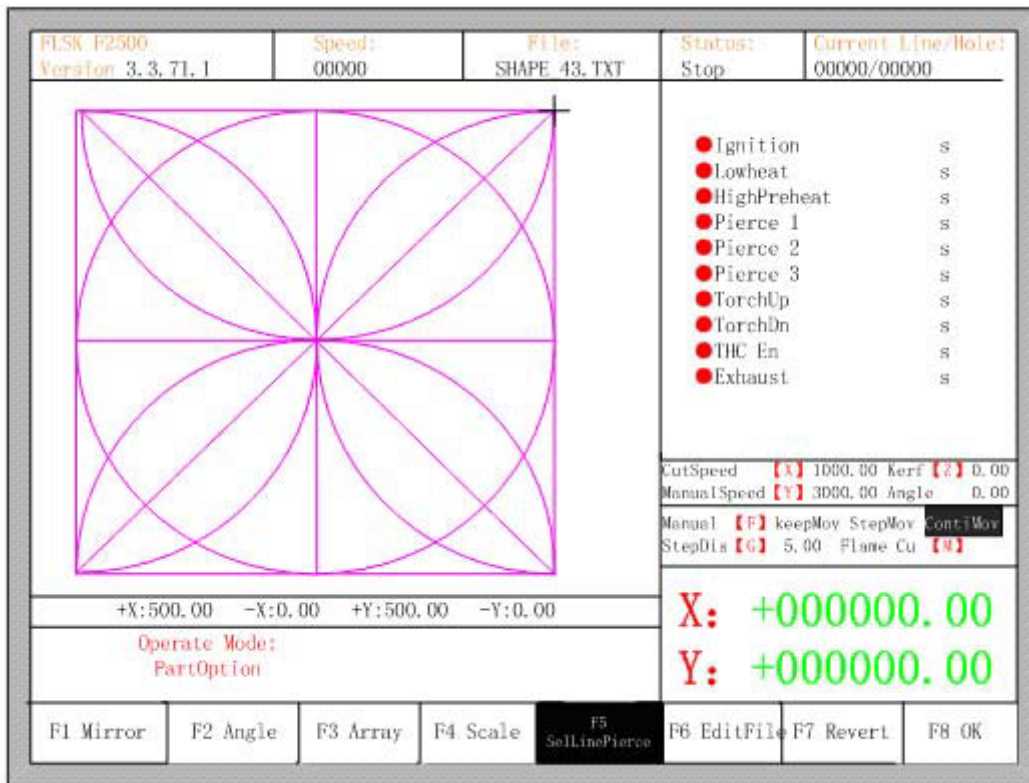 FLSK F2500
Version 3.3.71.1
Speed:
00000
File:
SHAPE_43.TXT
Status:
Stop
Current Line/Hole:
00000/00000
Ignition s
Lowheat s
HighPreheat s
Pierce 1 s
Pierce 2 s
Pierce 3 s
TorchUp s
TorchDn s
THC En s
Exhaust s
CutSpeed 【X】 1000.00 Kerf【Z】0.00
ManualSpeed【Y】3000.00 Angle 0.00
Manual 【F】keepMov StepMov ContiMov
StepDis【G】 5.00 Flame Cu 【M】
+X:500.00 -X:0.00 +Y:500.00 -Y:0.00
X: +000000.00
Y: +000000.00
Operate Mode:
PartOption
F1 Mirror
F2 Angle
F3 Array
F4 Scale
F5
SelLinePierce
F6 EditFile
F7 Revert
F8 OK